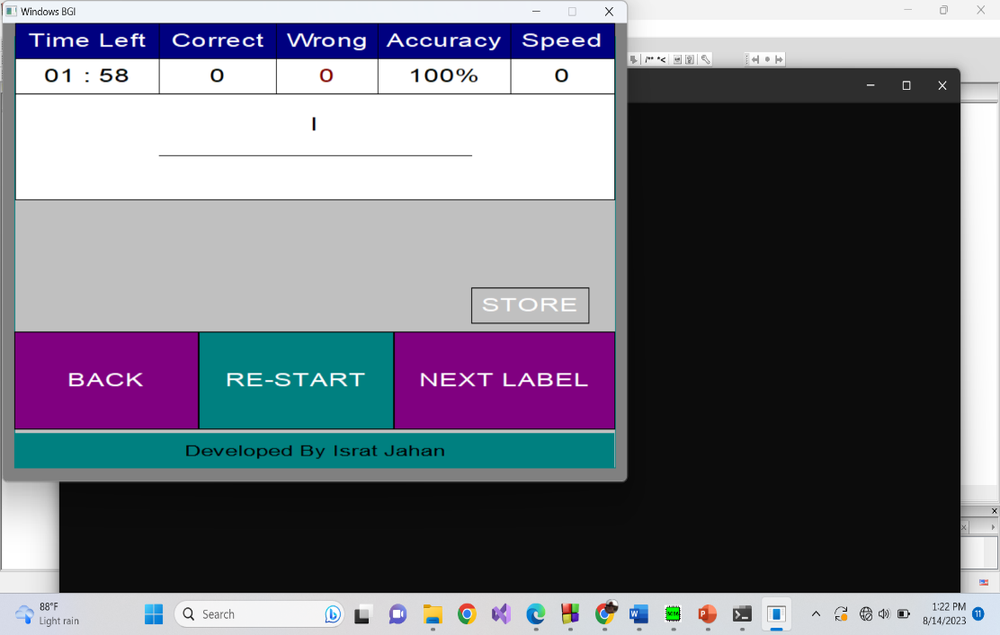 Windows BGI
Time Left Correct Wrong Accuracy Speed
01 : 58 0 0 100% 0
I
STORE
BACK RE-START NEXT LABEL
Developed By Israt Jahan
88°F
Light rain
Search
1:22 PM
8/14/2023
11